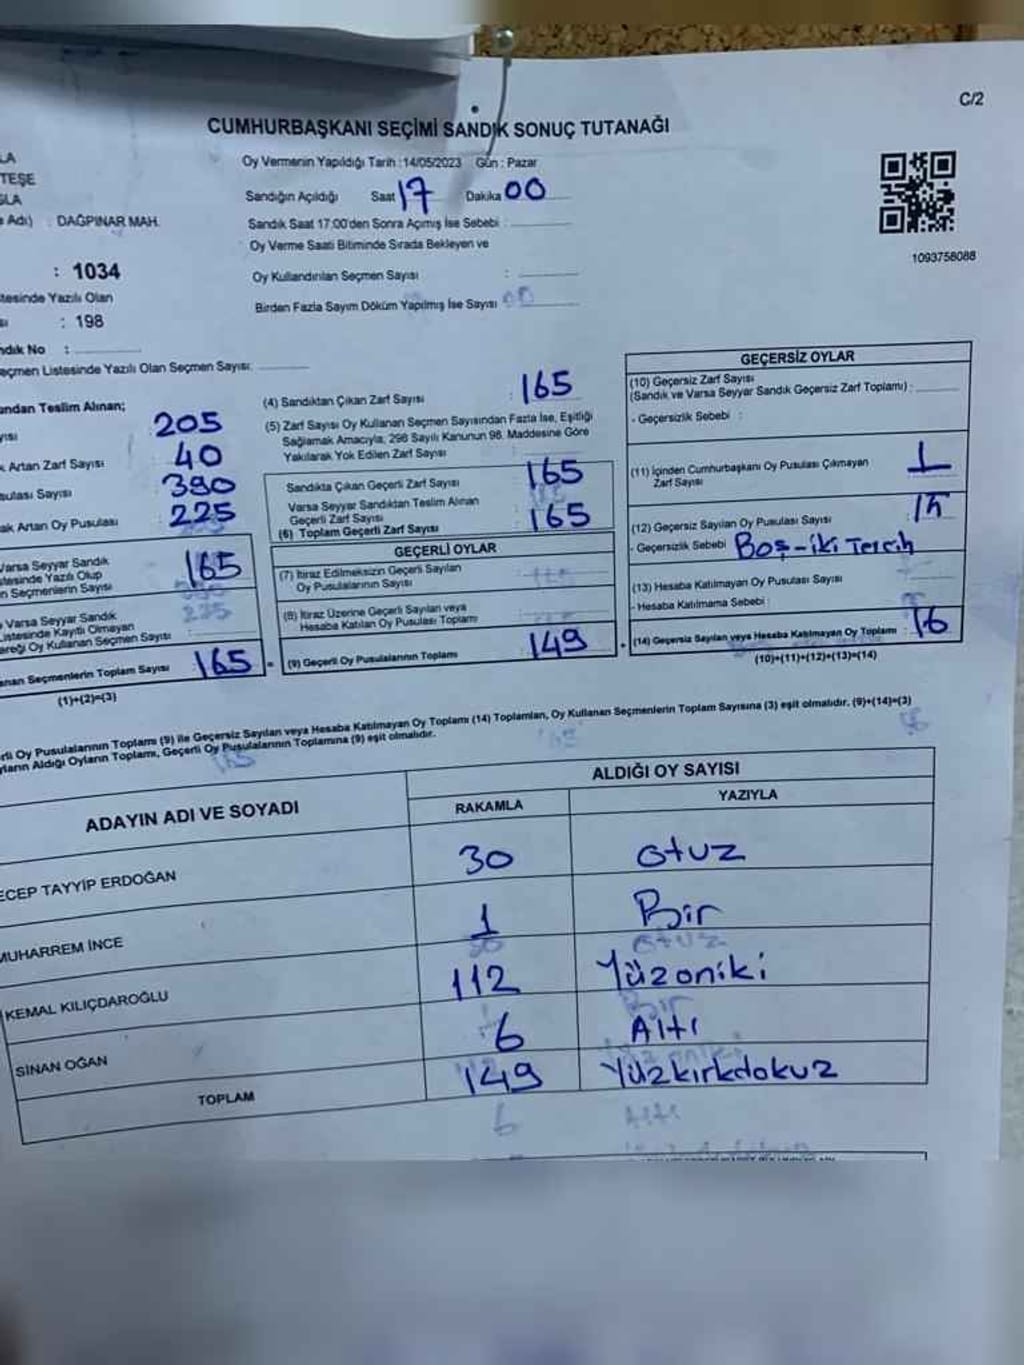 C/2
CUMHURBAŞKANI SEÇİMİ SANDIK SONUÇ TUTANAĞI
LA
TEŞE
ĞLA
Adı) : DAĞPINAR MAH.
: 1034
tesinde Yazılı Olan
sı : 198
ndık No :
eçmen Listesinde Yazılı Olan Seçmen Sayısı:
Oy Vermenin Yapıldığı Tarih : 14/05/2023 Gün : Pazar
Sandığın Açıldığı Saat 17 Dakika 00
Sandık Saat 17:00'den Sonra Açımış İse Sebebi :
Oy Verme Saati Bitiminde Sırada Bekleyen ve
Oy Kullandırılan Seçmen Sayısı :
Birden Fazla Sayım Döküm Yapılmış İse Sayısı 00
1093758088
ından Teslim Alınan;
yısı 205
k Artan Zarf Sayısı 40
sulası Sayısı 390
ak Artan Oy Pusulası 225
Varsa Seyyar Sandık
stesinde Yazılı Olup
n Seçmenlerin Sayısı 165
Varsa Seyyar Sandık
Listesinde Kayıtlı Olmayan
ereği Oy Kullanan Seçmen Sayısı :
anan Seçmenlerin Toplam Sayısı 165
(1)+(2)=(3)
(4) Sandıktan Çıkan Zarf Sayısı : 165
(5) Zarf Sayısı Oy Kullanan Seçmen Sayısından Fazla İse, Eşitliği
Sağlamak Amacıyla, 298 Sayılı Kanunun 98. Maddesine Göre
Yakılarak Yok Edilen Zarf Sayısı :
Sandıkta Çıkan Geçerli Zarf Sayısı : 165
Varsa Seyyar Sandıktan Teslim Alınan
Geçerli Zarf Sayısı
(6) Toplam Geçerli Zarf Sayısı : 165
GEÇERLİ OYLAR
(7) İtiraz Edilmeksizin Geçerli Sayılan
Oy Pusulalarının Sayısı :
(8) İtiraz Üzerine Geçerli Sayılan veya
Hesaba Katılan Oy Pusulası Toplamı
(9) Geçerli Oy Pusulalarının Toplamı : 149
GEÇERSİZ OYLAR
(10) Geçersiz Zarf Sayısı
(Sandık ve Varsa Seyyar Sandık Geçersiz Zarf Toplamı) :
- Geçersizlik Sebebi :
(11) İçinden Cumhurbaşkanı Oy Pusulası Çıkmayan
Zarf Sayısı 1
(12) Geçersiz Sayılan Oy Pusulası Sayısı : 15
- Geçersizlik Sebebi Boş-iki Tercih
(13) Hesaba Katılmayan Oy Pusulası Sayısı
- Hesaba Katılmama Sebebi :
(14) Geçersiz Sayılan veya Hesaba Katılmayan Oy Toplamı : 16
(10)+(11)+(12)+(13)=(14)
rli Oy Pusulalarının Toplamı (9) ile Geçersiz Sayılan veya Hesaba Katılmayan Oy Toplamı (14) Toplamları, Oy Kullanan Seçmenlerin Toplam Sayısına (3) eşit olmalıdır. (9)+(14)=(3)
yların Aldığı Oyların Toplamı, Geçerli Oy Pusulalarının Toplamına (9) eşit olmalıdır.
ADAYIN ADI VE SOYADI
ALDIĞI OY SAYISI
RAKAMLA YAZIYLA
ECEP TAYYİP ERDOĞAN 30 otuz
MUHARREM İNCE 1 Bir
KEMAL KILIÇDAROĞLU 112 Yüzoniki
SİNAN OĞAN 6 Altı
TOPLAM 149 Yüzkırkdokuz